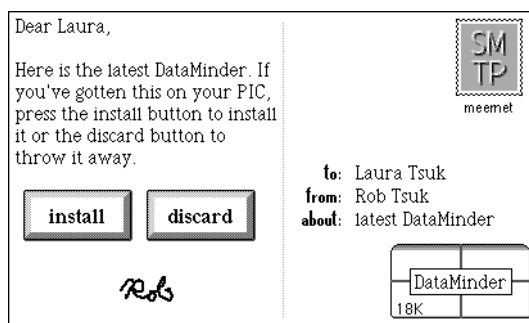 Dear Laura,
Here is the latest DataMinder. If
you've gotten this on your PIC,
press the install button to install
it or the discard button to
throw it away.
install discard
Rob
SM
TP
meernet
to: Laura Tsuk
from: Rob Tsuk
about: latest DataMinder
DataMinder
18K